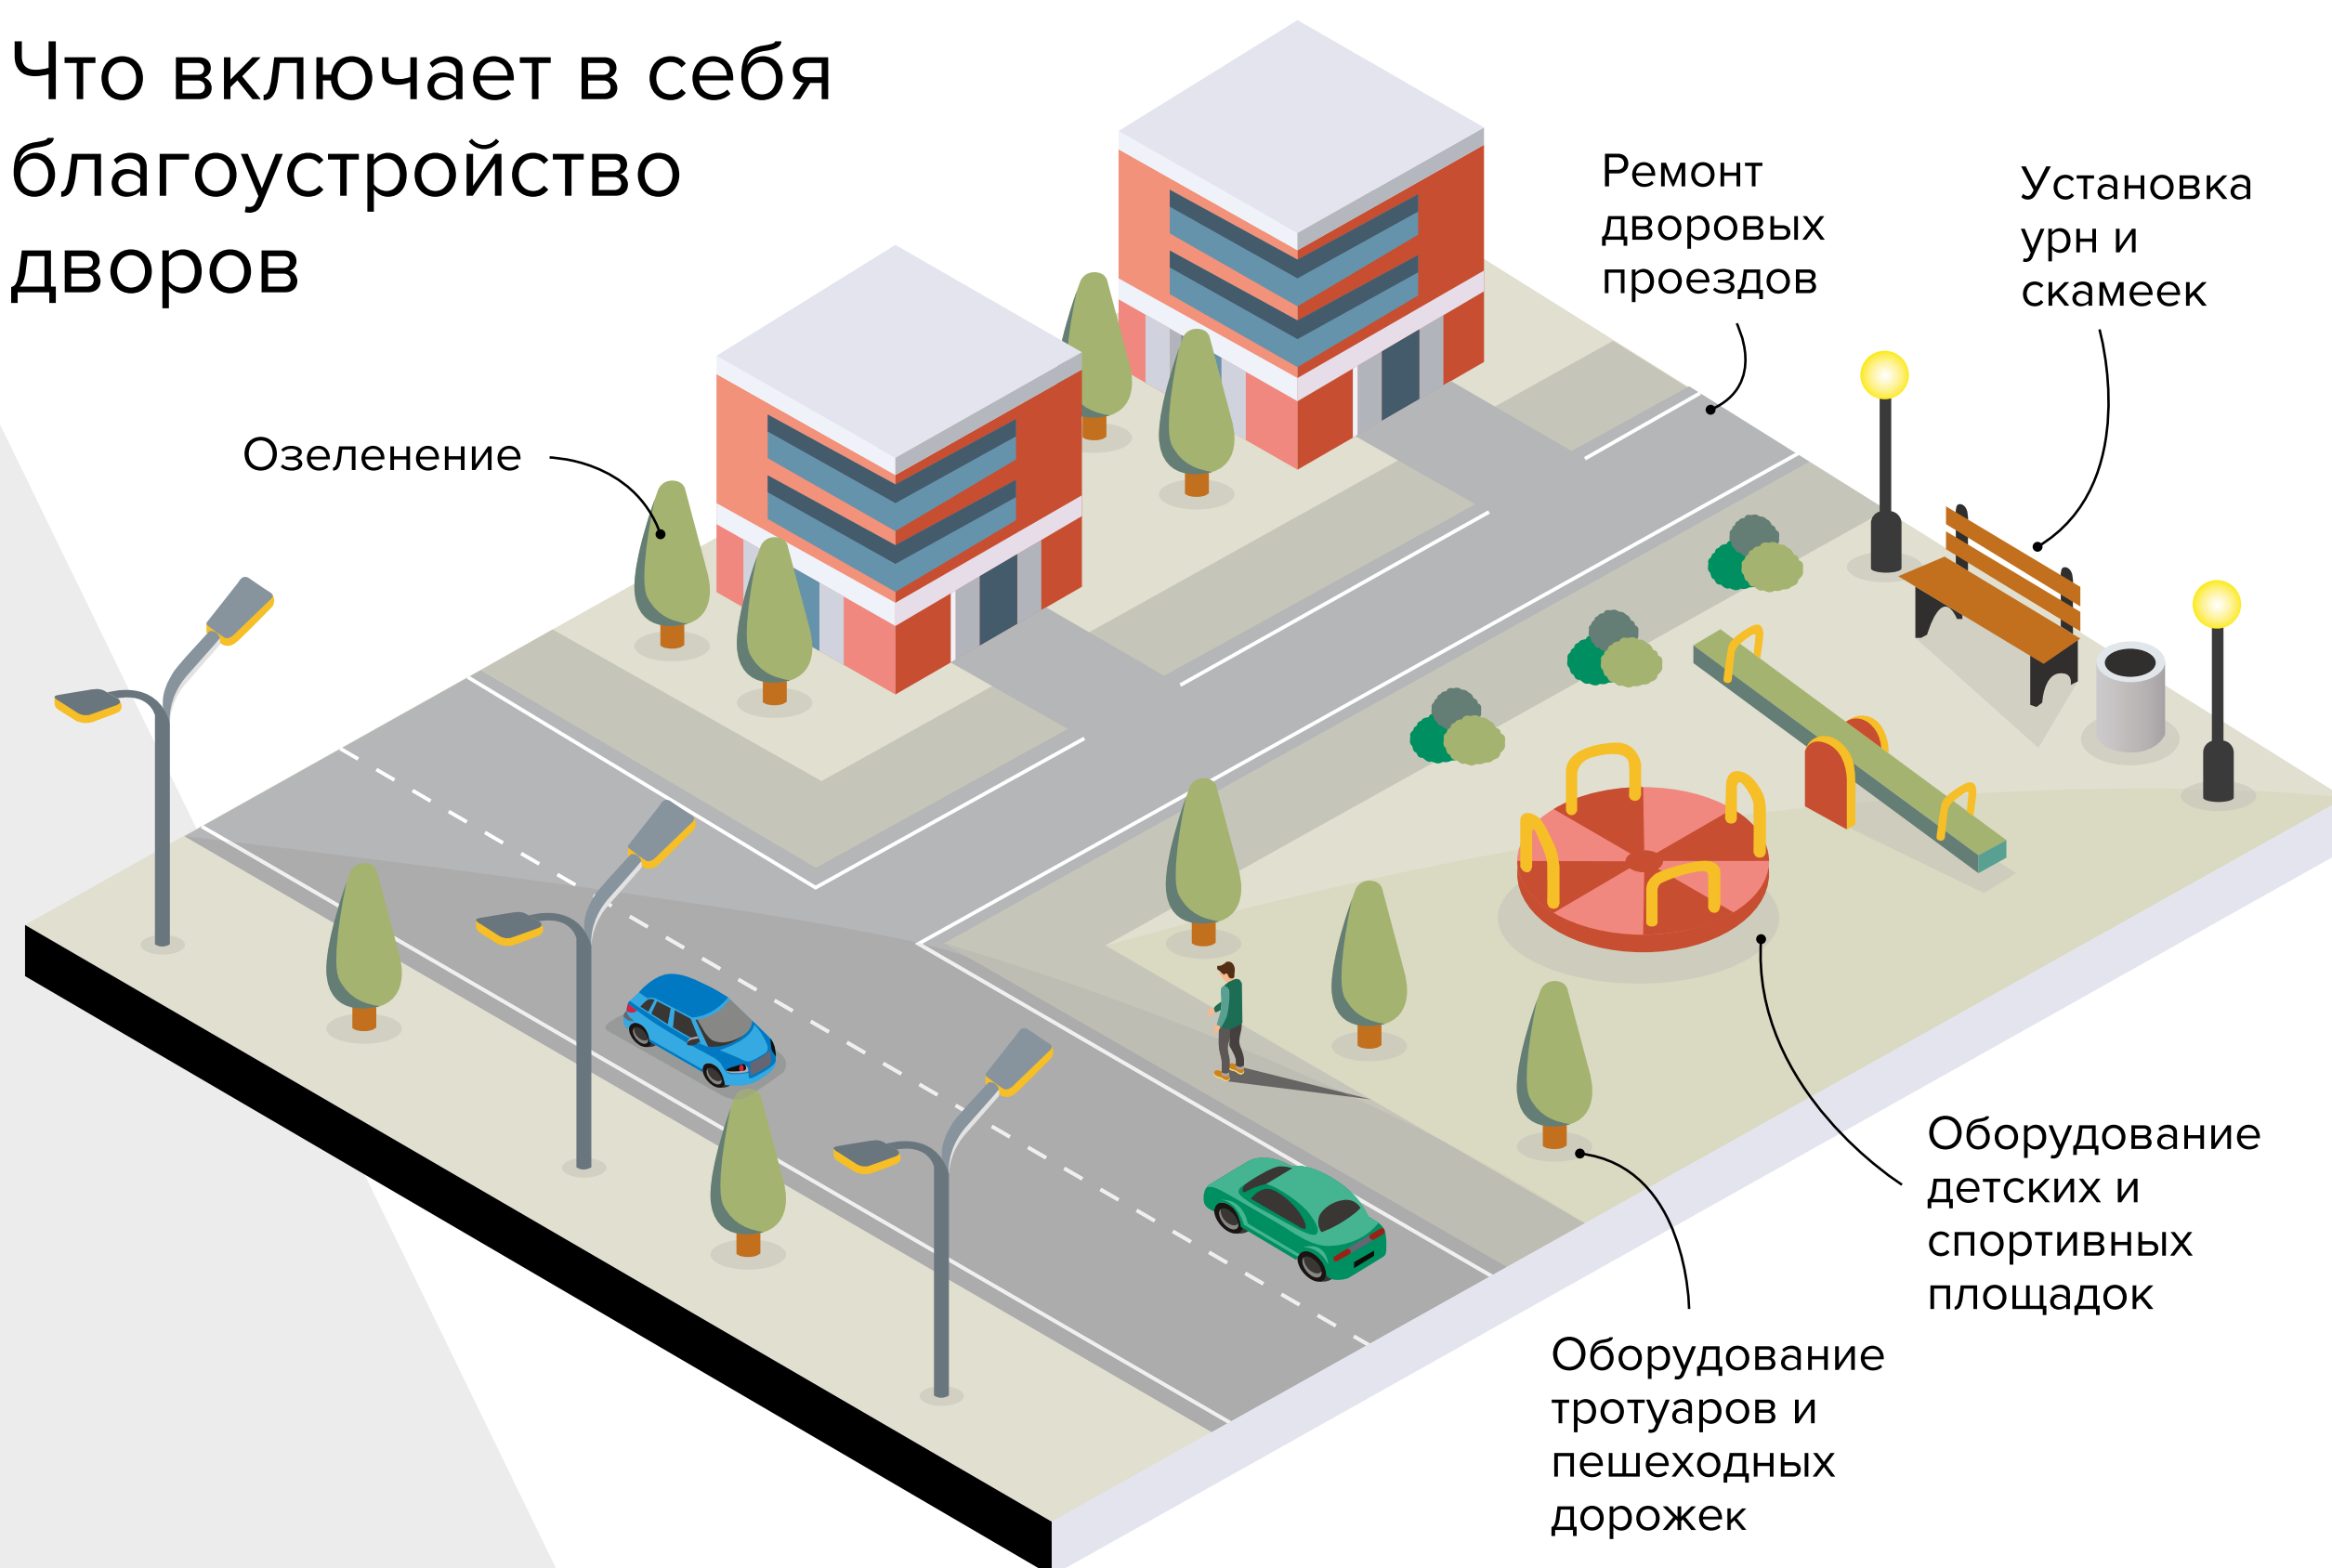 Что включает в себя
благоустройство
дворов
Ремонт
дворовых
проездов
Установка
урн и
скамеек
Озеленение
Оборудование
детских и
спортивных
площадок
Оборудование
тротуаров и
пешеходных
дорожек